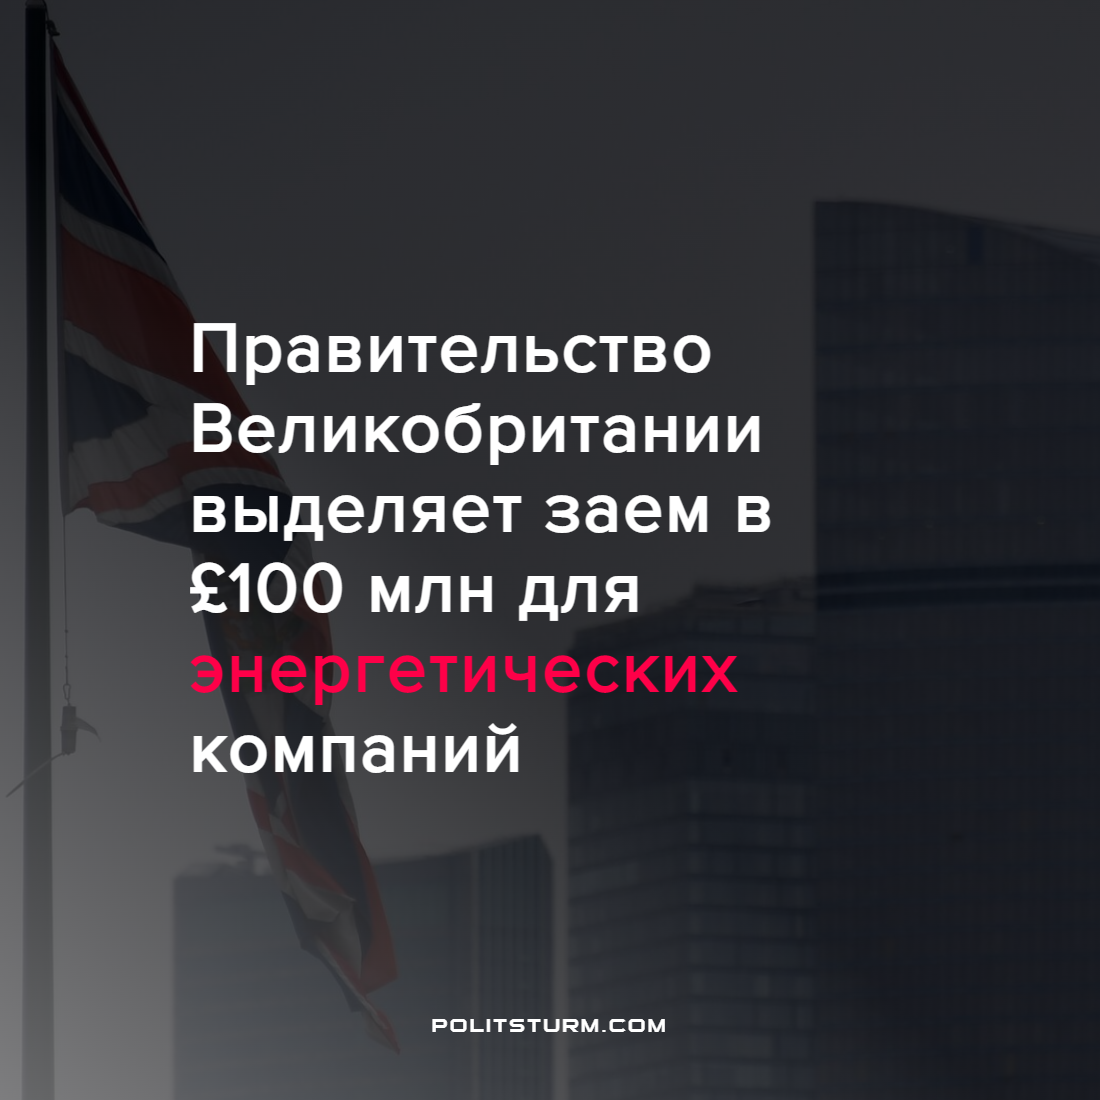 Правительство
Великобритании
выделяет заем в
£100 млн для
энергетических
компаний
POLITSTURM.COM